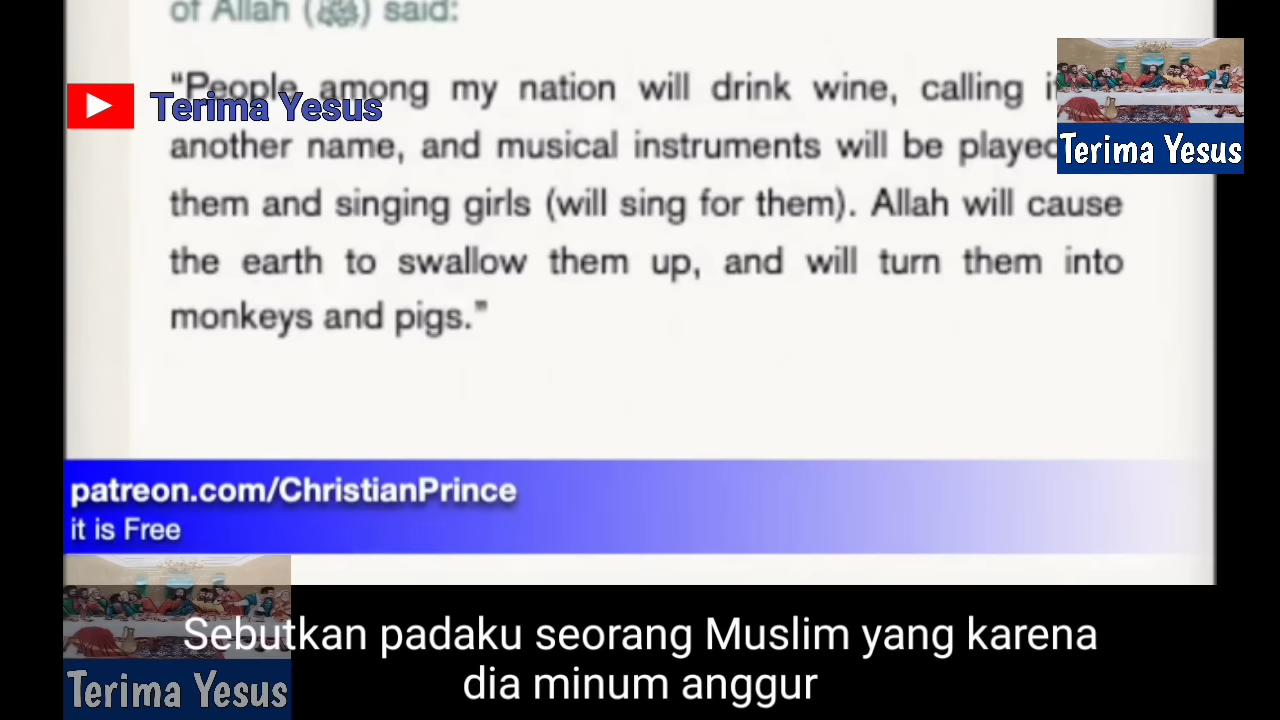 of Allah (ﷺ) said:
"People among my nation will drink wine, calling
another name, and musical instruments will be played
them and singing girls (will sing for them). Allah will cause
the earth to swallow them up, and will turn them into
monkeys and pigs."
Terima Yesus
Terima Yesus
patreon.com/ChristianPrince
it is Free
Sebutkan padaku seorang Muslim yang karena
dia minum anggur
Terima Yesus